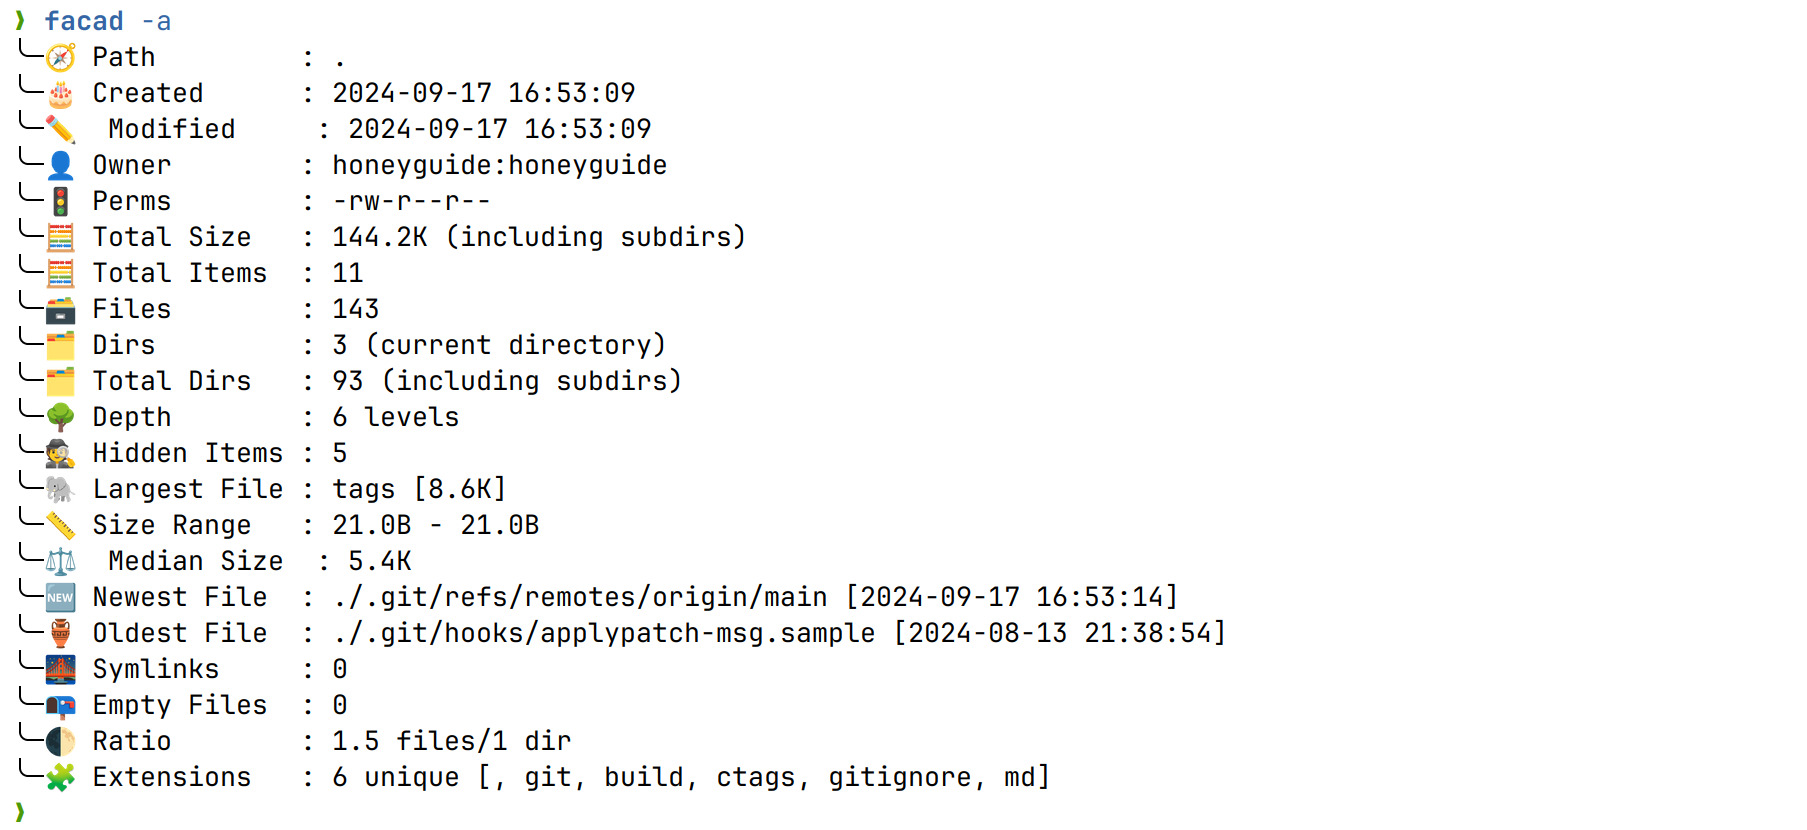 ❱ facad -a
╰─🧭 Path         : .
╰─🎂 Created      : 2024-09-17 16:53:09
╰─✏️  Modified     : 2024-09-17 16:53:09
╰─👤 Owner        : honeyguide:honeyguide
╰─🚦 Perms        : -rw-r--r--
╰─🧮 Total Size   : 144.2K (including subdirs)
╰─🧮 Total Items  : 11
╰─🗃️ Files        : 143
╰─🗂️ Dirs         : 3 (current directory)
╰─🗂️ Total Dirs   : 93 (including subdirs)
╰─🌳 Depth        : 6 levels
╰─🕵️ Hidden Items : 5
╰─🐘 Largest File : tags [8.6K]
╰─📏 Size Range   : 21.0B - 21.0B
╰─⚖️  Median Size  : 5.4K
╰─🆕 Newest File  : ./.git/refs/remotes/origin/main [2024-09-17 16:53:14]
╰─🏺 Oldest File  : ./.git/hooks/applypatch-msg.sample [2024-08-13 21:38:54]
╰─🌉 Symlinks     : 0
╰─📭 Empty Files  : 0
╰─🌓 Ratio        : 1.5 files/1 dir
╰─🧩 Extensions   : 6 unique [, git, build, ctags, gitignore, md]
❱